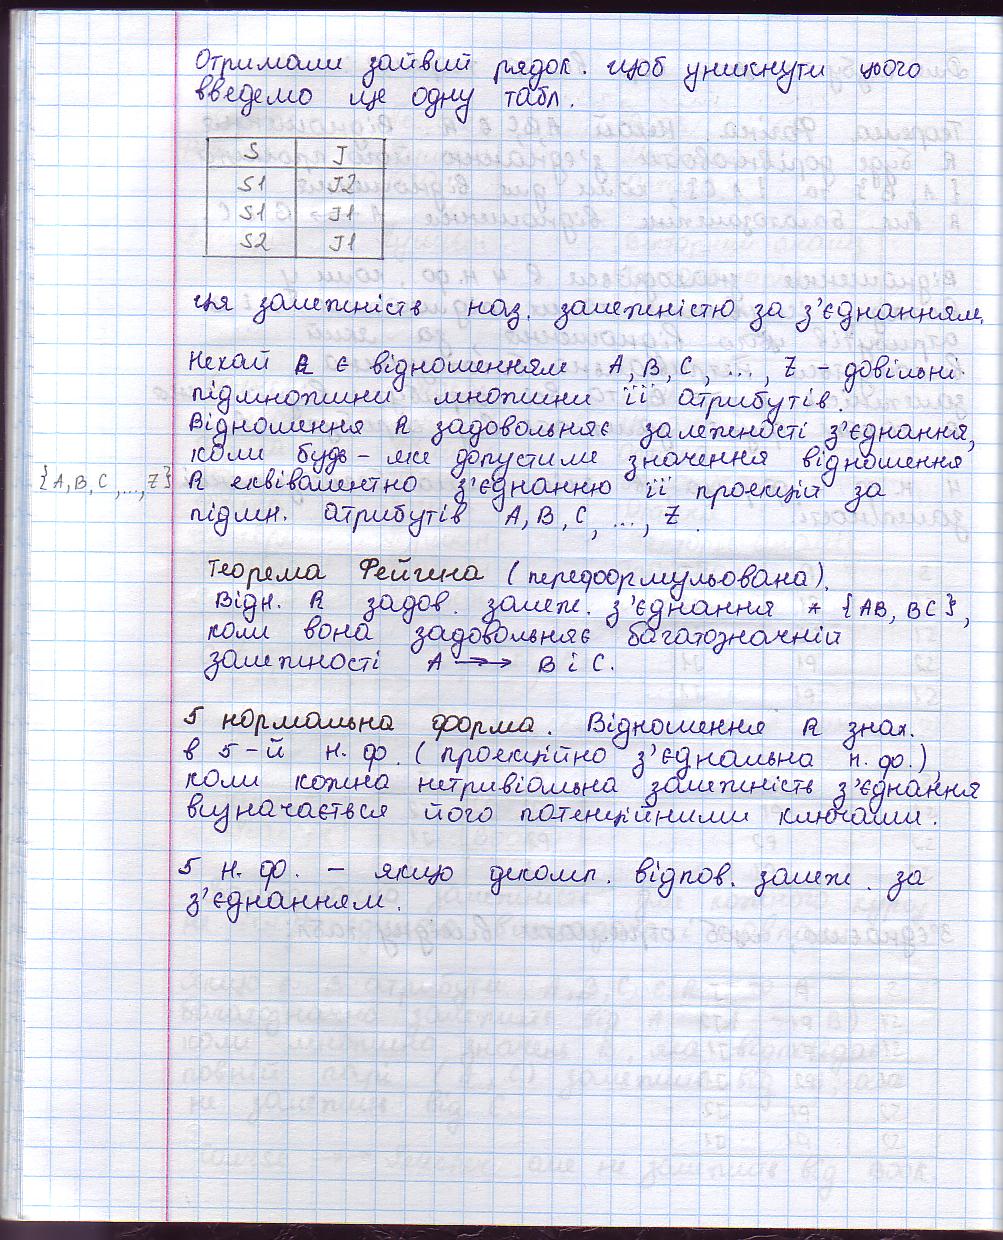 Отримали зайвий рядок. Щоб уникнути цього
введемо ще одну табл.
S J
S1 J2
S1 J1
S2 J1
Ця залежність наз. залежністю за з'єднанням.
Нехай R є відношенням A, B, C, ..., Z - довільні
підмножини множини її атрибутів.
Відношення R задовольняє залежності з'єднання,
коли будь-яке допустиме значення відношення
{A, B, C, ..., Z} R еквівалентно з'єднанню її проекцій за
підмн. атрибутів A, B, C, ..., Z.
Теорема Фейгина (передоормульована).
Відн. R задов. залеж. з'єднання * {AB, BC},
коли вона задовольняє багатозначній
залежності A →→ B і C.
5 нормальна форма. Відношення R знах.
в 5-й н. ф. (проекційно з'єднальна н. ф.)
коли кожна нетривіальна залежність з'єднання
визначається його потенційними ключами.
5 н. ф. - якщо декомп. відпов. залеж. за
з'єднанням.